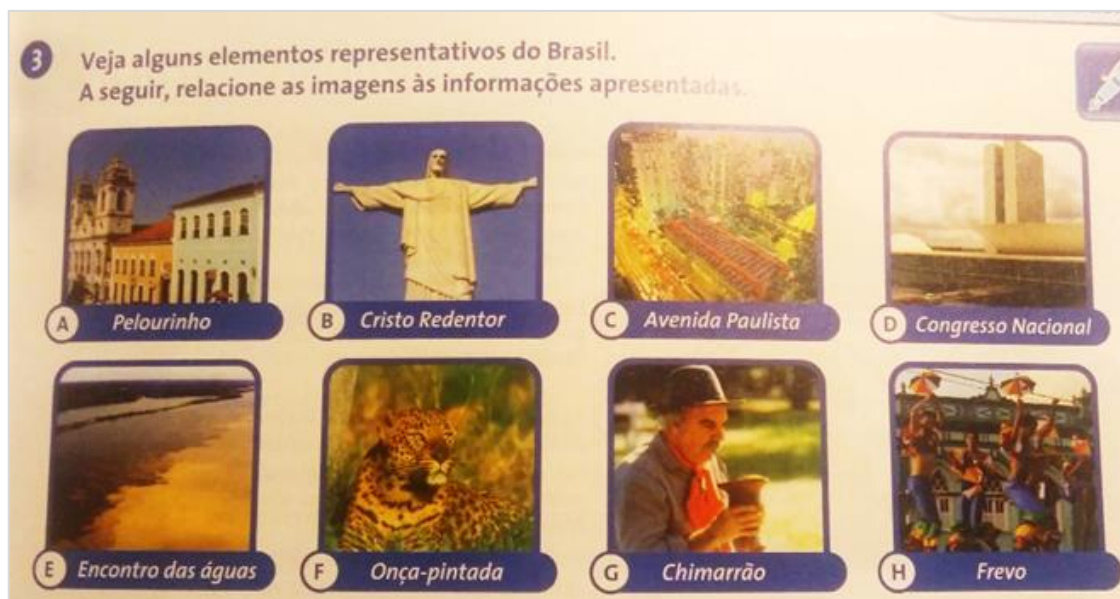 3 Veja alguns elementos representativos do Brasil.
A seguir, relacione as imagens às informações apresentadas.
A Pelourinho
B Cristo Redentor
C Avenida Paulista
D Congresso Nacional
E Encontro das águas
F Onça-pintada
G Chimarrão
H Frevo